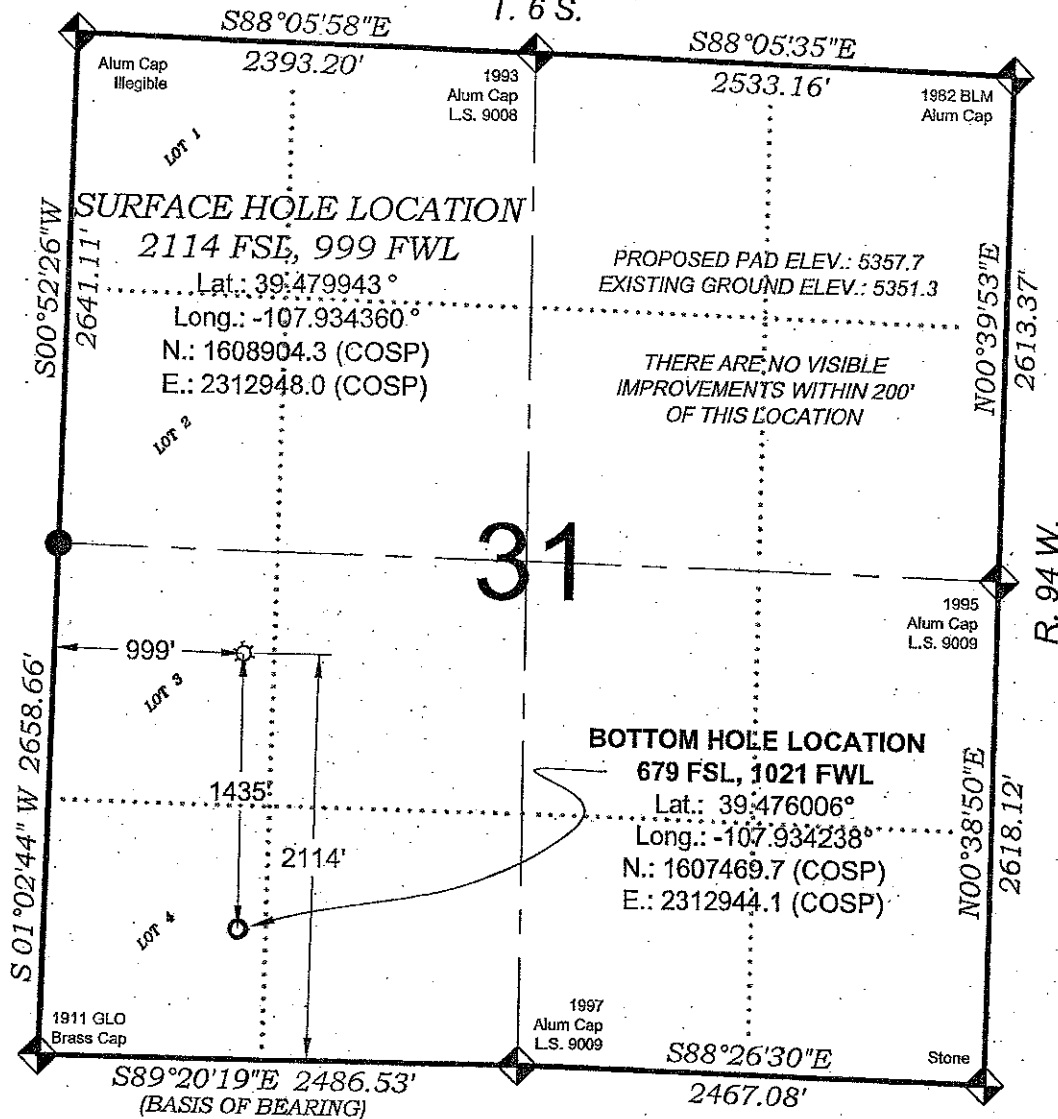 T. 6 S.
S88°05'58"E
2393.20'
S88°05'35"E
2533.16'
Alum Cap
Illegible
1993
Alum Cap
L.S. 9008
1982 BLM
Alum Cap
LOT 1
S00°52'26"W
2641.11'
SURFACE HOLE LOCATION
2114 FSL, 999 FWL
Lat.: 39.479943°
Long.: -107.934360°
N.: 1608904.3 (COSP)
E.: 2312948.0 (COSP)
PROPOSED PAD ELEV.: 5357.7
EXISTING GROUND ELEV.: 5351.3
THERE ARE NO VISIBLE
IMPROVEMENTS WITHIN 200'
OF THIS LOCATION
N00°39'53"E
2613.37'
LOT 2
31
R. 94 W.
1995
Alum Cap
L.S. 9009
999'
LOT 3
S 01°02'44" W 2658.66'
1435'
2114'
BOTTOM HOLE LOCATION
679 FSL, 1021 FWL
Lat.: 39.476006°
Long.: -107.934238°
N.: 1607469.7 (COSP)
E.: 2312944.1 (COSP)
N00°38'50"E
2618.12'
LOT 4
1911 GLO
Brass Cap
1997
Alum Cap
L.S. 9009
Stone
S89°20'19"E 2486.53'
(BASIS OF BEARING)
S88°26'30"E
2467.08'